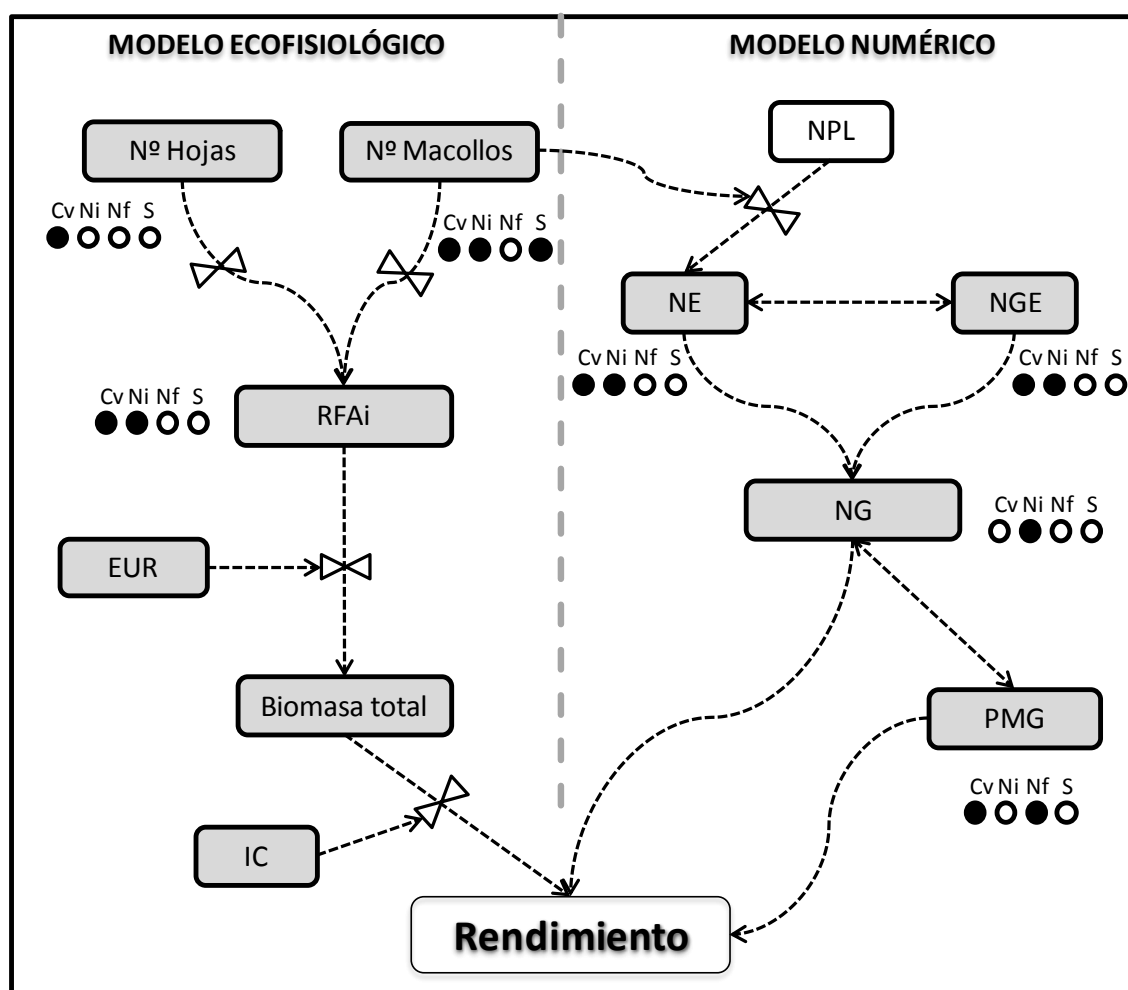 MODELO ECOFISIOLÓGICO
MODELO NUMÉRICO
Nº Hojas
Nº Macollos
NPL
Cv Ni Nf S
Cv Ni Nf S
NE
NGE
Cv Ni Nf S
Cv Ni Nf S
Cv Ni Nf S
RFAi
NG
Cv Ni Nf S
EUR
Biomasa total
PMG
Cv Ni Nf S
IC
Rendimiento